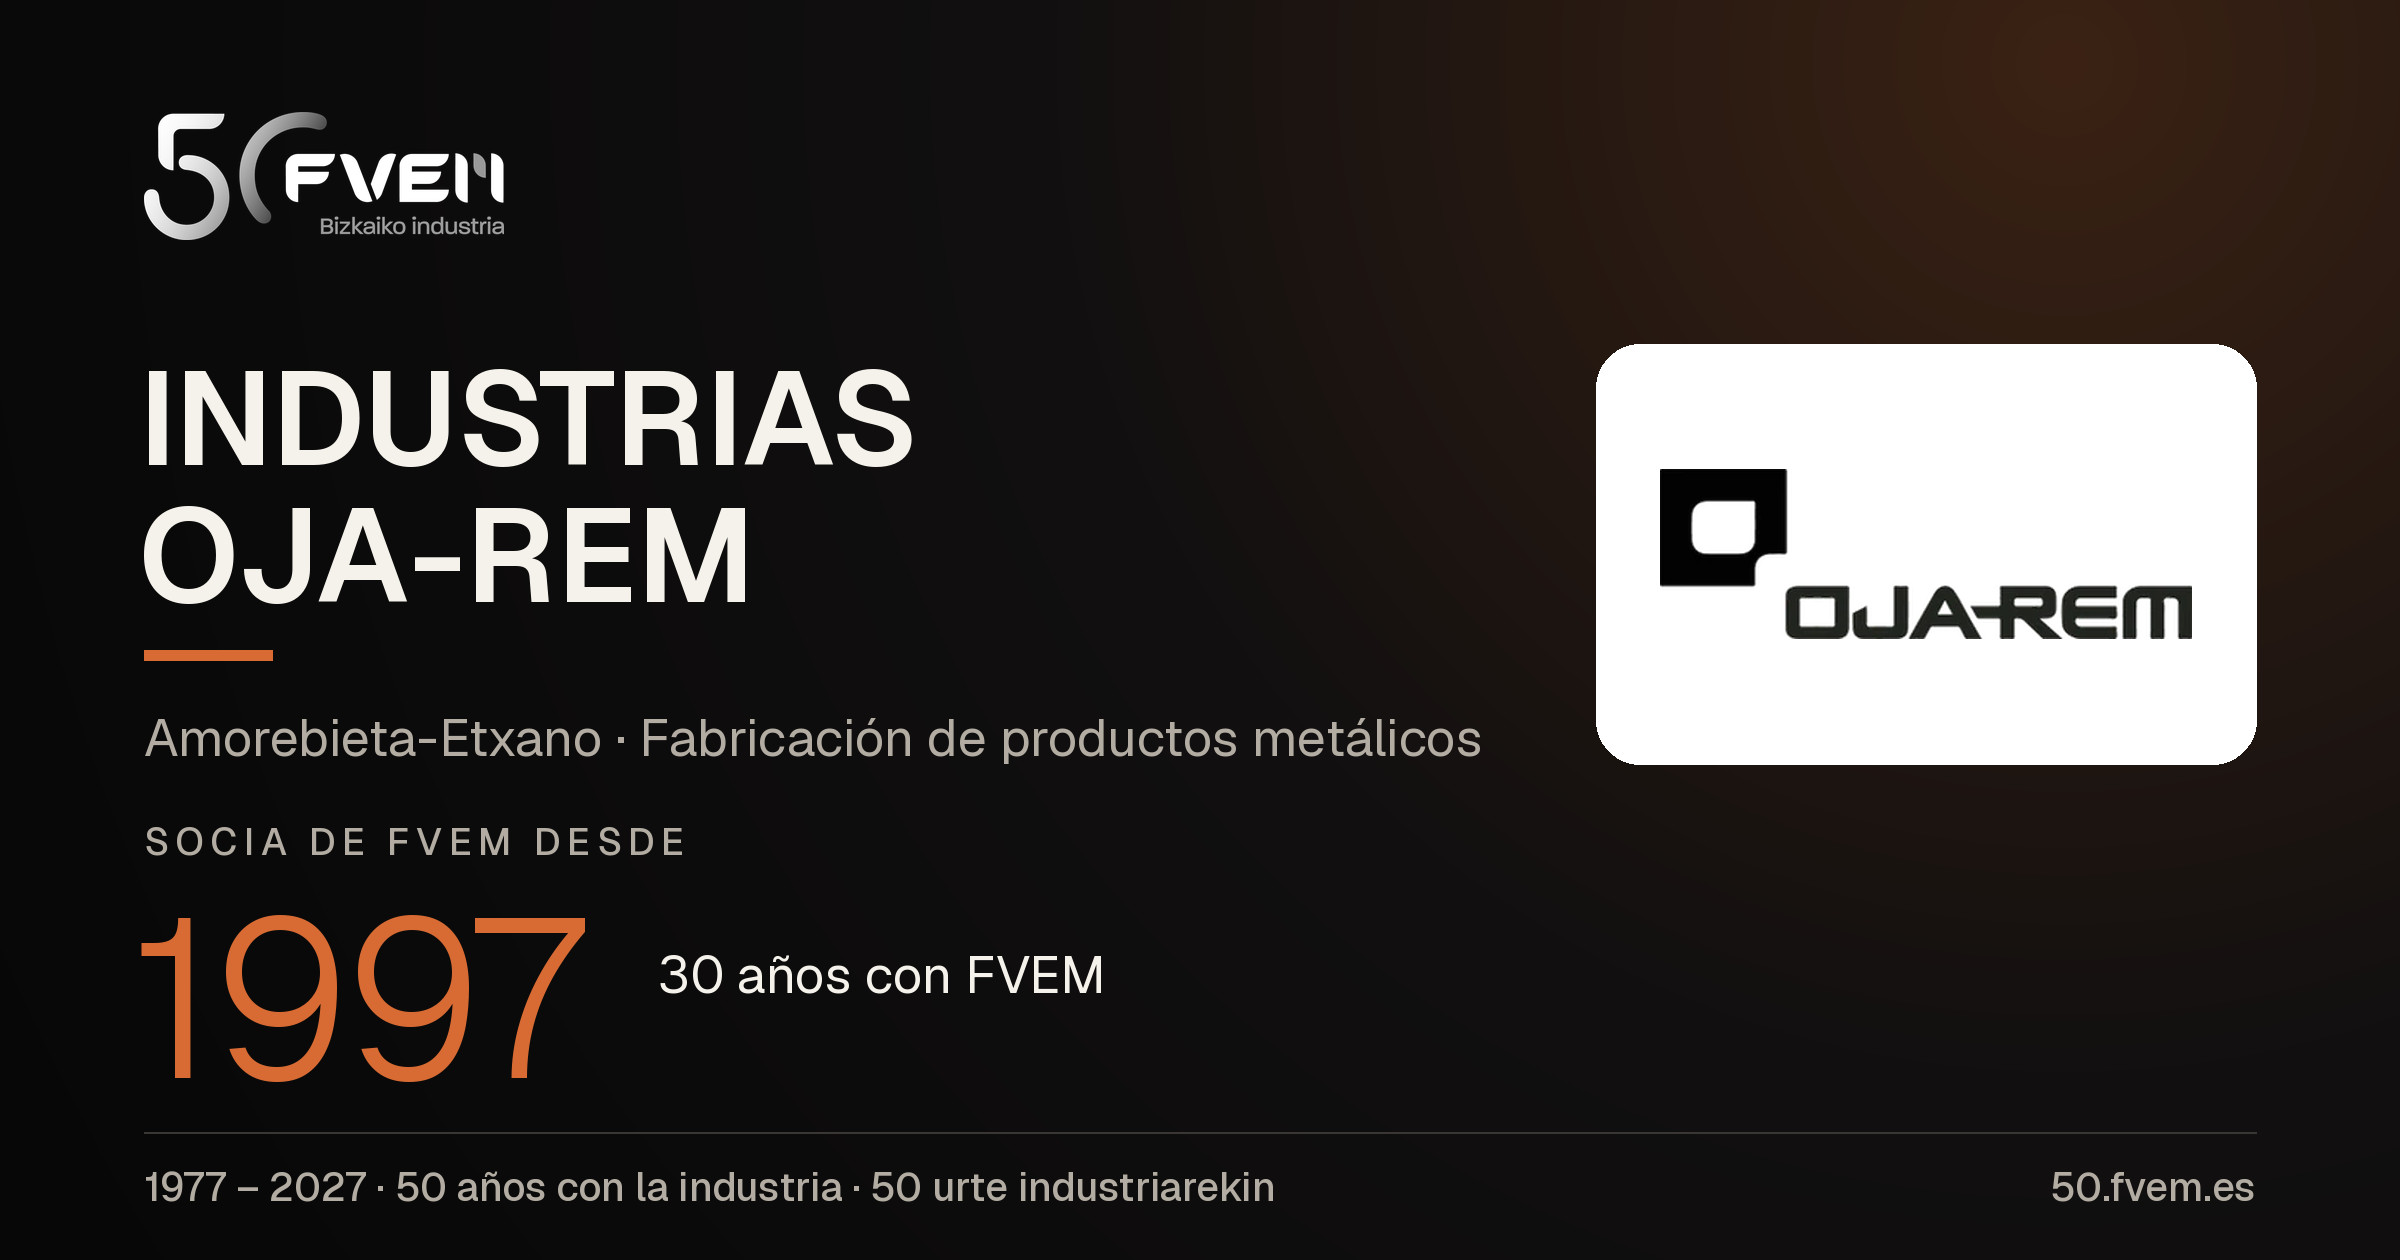 50 FVEM
Bizkaiko industria
INDUSTRIAS
OJA-REM
OJA-REM
Amorebieta-Etxano · Fabricación de productos metálicos
SOCIA DE FVEM DESDE
1997
30 años con FVEM
1977 – 2027 · 50 años con la industria · 50 urte industriarekin
50.fvem.es